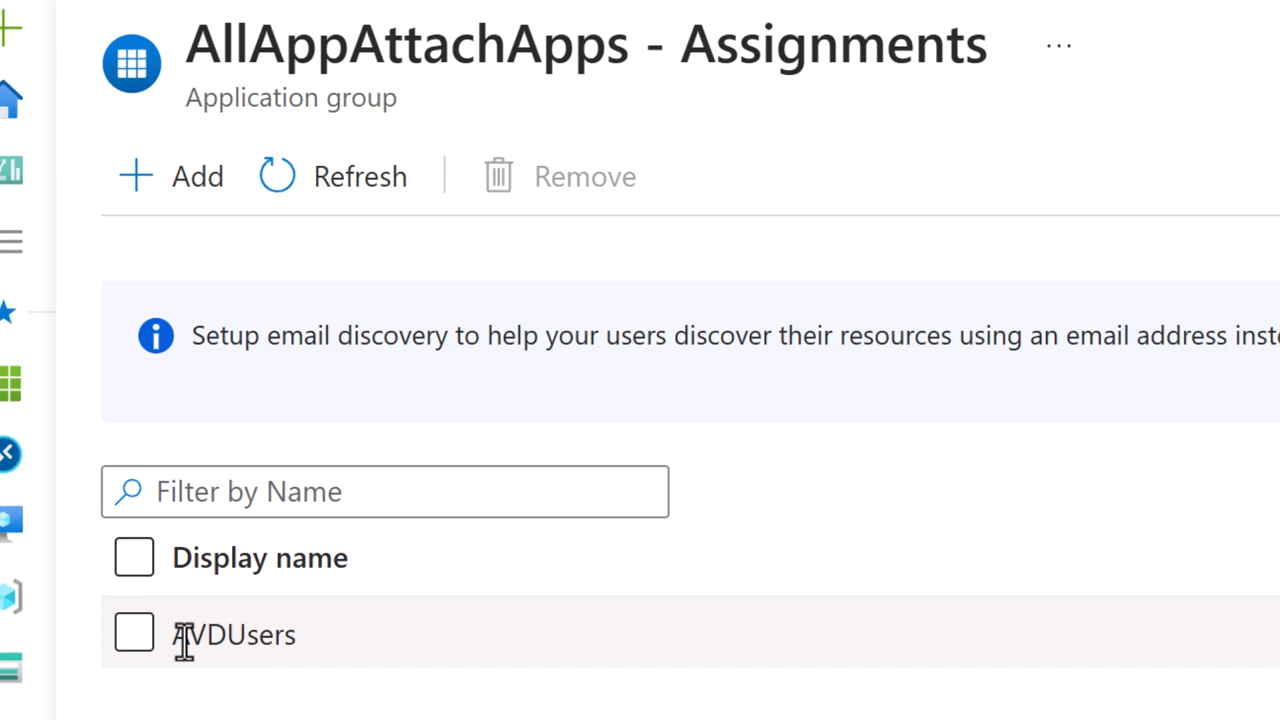 AllAppAttachApps - Assignments ...
Application group
Add Refresh Remove
Setup email discovery to help your users discover their resources using an email address
Filter by Name
Display name
AVDUsers